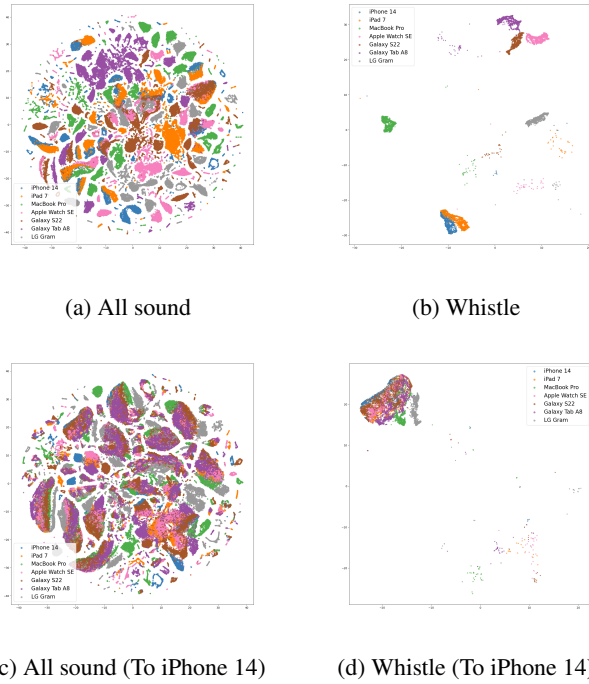 iPhone 14
iPad 7
MacBook Pro
Apple Watch SE
Galaxy S22
Galaxy Tab A8
LG Gram
(a) All sound
iPhone 14
iPad 7
MacBook Pro
Apple Watch SE
Galaxy S22
Galaxy Tab A8
LG Gram
(b) Whistle
iPhone 14
iPad 7
MacBook Pro
Apple Watch SE
Galaxy S22
Galaxy Tab A8
LG Gram
c) All sound (To iPhone 14)
iPhone 14
iPad 7
MacBook Pro
Apple Watch SE
Galaxy S22
Galaxy Tab A8
LG Gram
(d) Whistle (To iPhone 14)